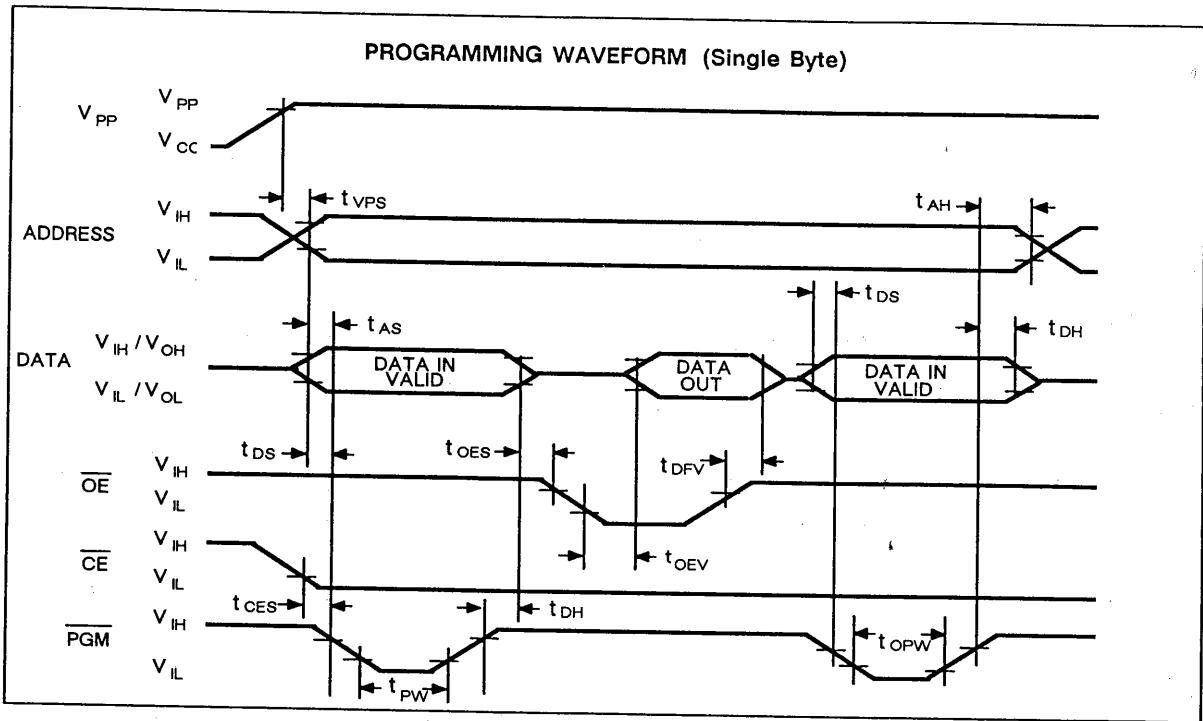 PROGRAMMING WAVEFORM (Single Byte)
V PP
V PP
V CC
t VPS
ADDRESS
V IH
V IL
t AH
t DS
t AS
t DH
DATA
V IH / V OH
V IL / V OL
DATA IN VALID
DATA OUT
DATA IN VALID
t DS
t OES
t DFV
OE
V IH
V IL
t OEV
CE
V IH
V IL
t CES
t DH
PGM
V IH
V IL
t PW
t OPW